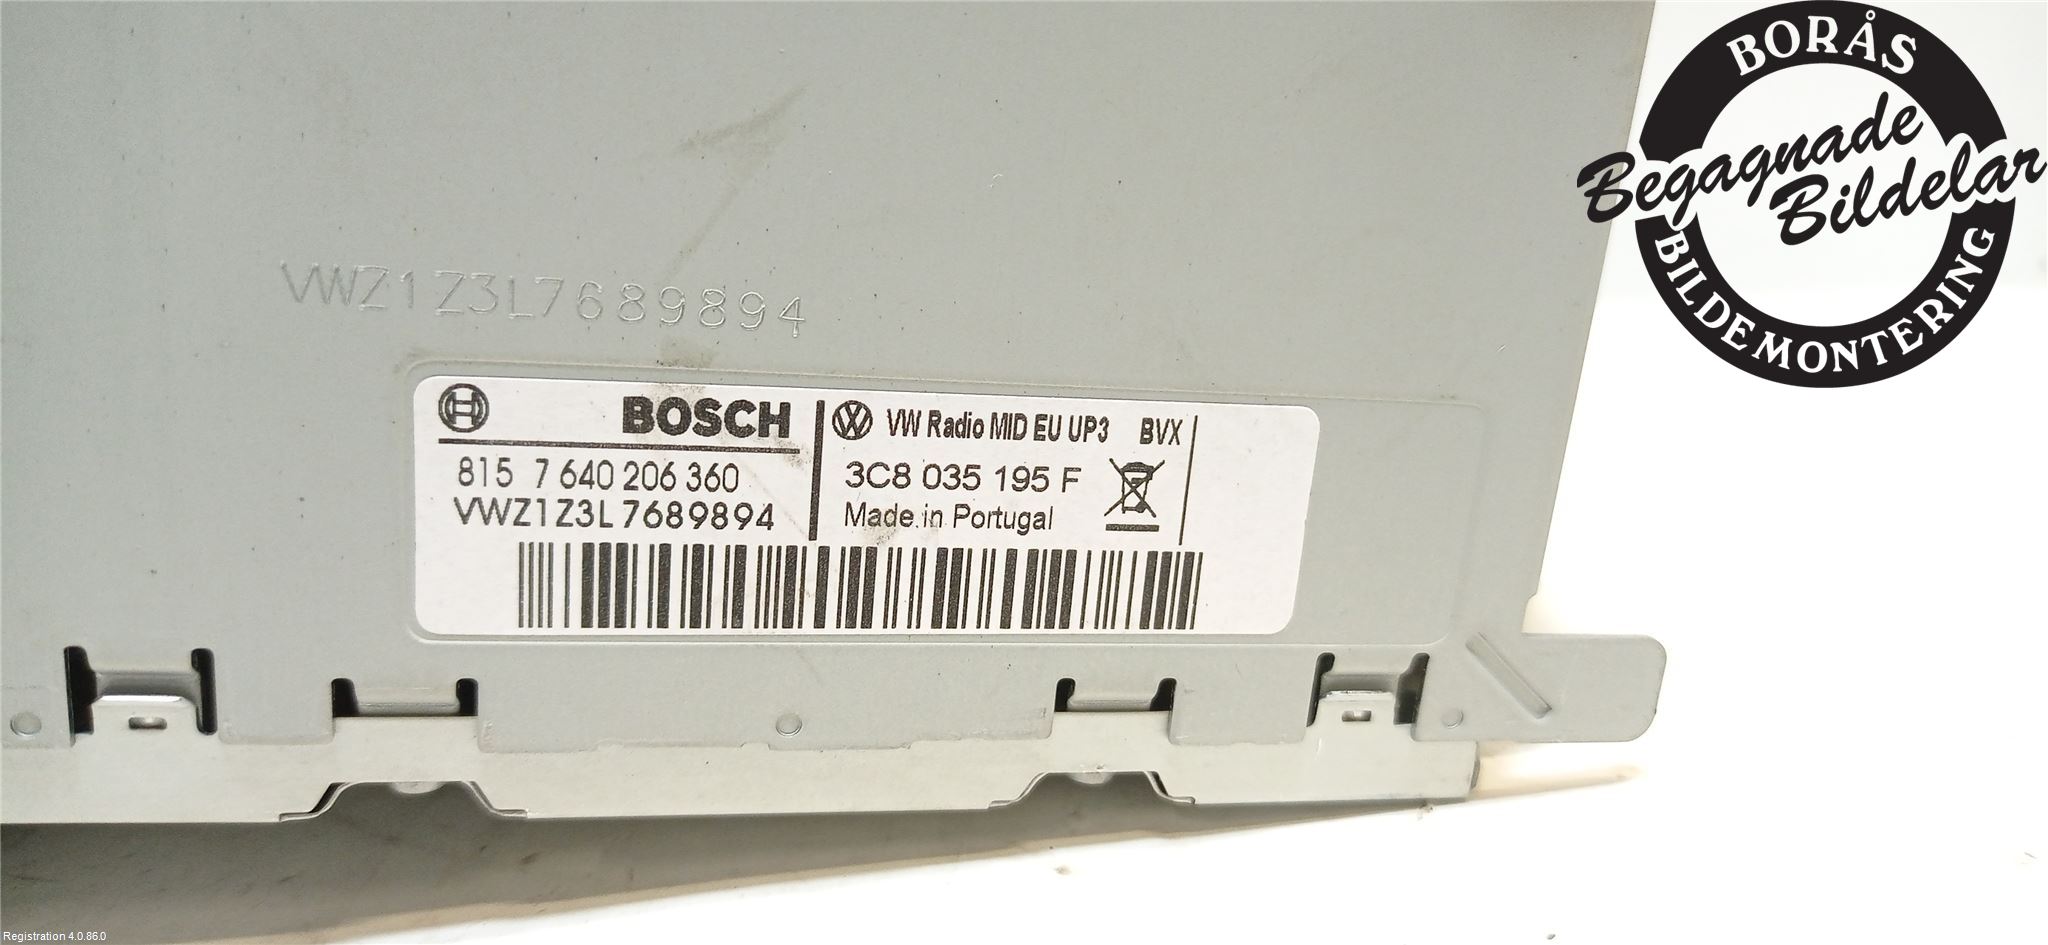 BORÅS
Begagnade
Bildelar
BILDEMONTERING
VWZ1Z3L7689894
BOSCH
815 7 640 206 360
VWZ1Z3L7689894
VW Radio MID EU UP3 BVX
3C8 035 195 F
Made in Portugal
Registration 4.0.86.0